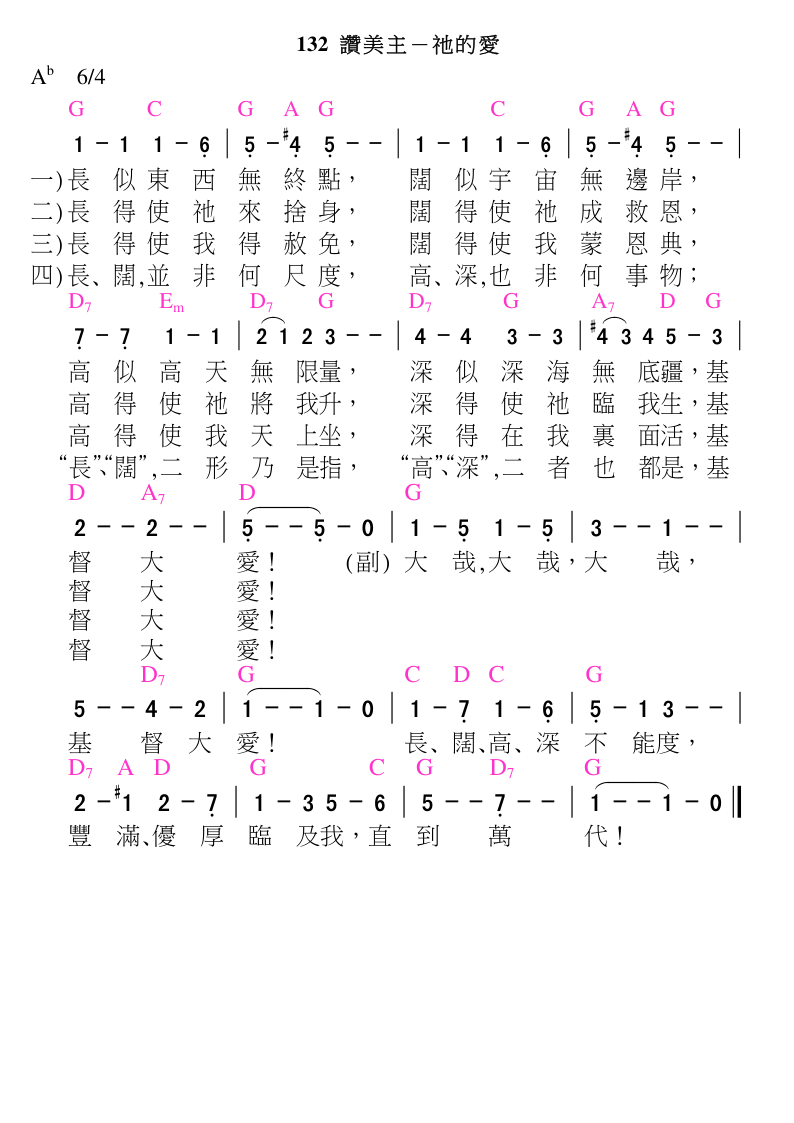 132 讚美主－祂的愛
A♭ 6/4
G C G A G C G A G
1 - 1 1 - 6̣ | 5̣ - #4̣ 5̣ - - | 1 - 1 1 - 6̣ | 5̣ - #4̣ 5̣ - - |
一)長 似 東 西 無 終 點， 闊 似 宇 宙 無 邊 岸，
二)長 得 使 祂 來 捨 身， 闊 得 使 祂 成 救 恩，
三)長 得 使 我 得 赦 免， 闊 得 使 我 蒙 恩 典，
四)長、闊,並 非 何 尺 度， 高、深,也 非 何 事 物；
D7 Em D7 G D7 G A7 D G
7̣ - 7̣ 1 - 1 | 2 1 2 3 - - | 4 - 4 3 - 3 | #4 3 4 5 - 3 |
高 似 高 天 無 限量， 深 似 深 海 無 底疆，基
高 得 使 祂 將 我升， 深 得 使 祂 臨 我生，基
高 得 使 我 天 上坐， 深 得 在 我 裏 面活，基
“長”、“闊”,二 形 乃 是指， “高”、“深”,二 者 也 都是，基
D A7 D G
2 - - 2 - - | 5̣ - - 5̣ - 0 | 1 - 5̣ 1 - 5̣ | 3 - - 1 - - |
督 大 愛！ (副) 大 哉,大 哉，大 哉，
督 大 愛！
督 大 愛！
督 大 愛！
D7 G C D C G
5 - - 4 - 2 | 1 - - 1 - 0 | 1 - 7̣ 1 - 6̣ | 5̣ - 1 3 - - |
基 督 大 愛！ 長、闊、高、深 不 能度，
D7 A D G C G D7 G
2 - #1 2 - 7̣ | 1 - 3 5 - 6 | 5 - - 7̣ - - | 1 - - 1 - 0 ‖
豐 滿、優 厚 臨 及我，直 到 萬 代！